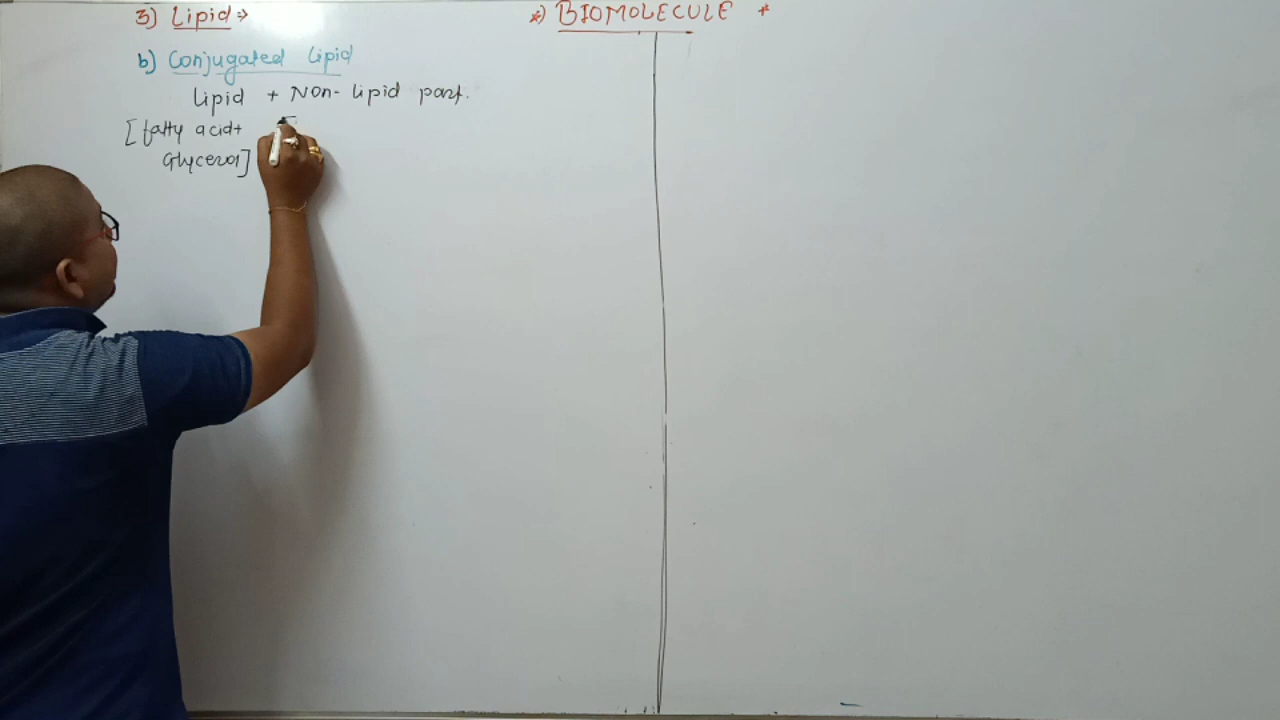 *) BIOMOLECULE *
3) Lipid ⇒
b) Conjugated Lipid
Lipid + Non-lipid part.
[fatty acid+
Glycerol]
[